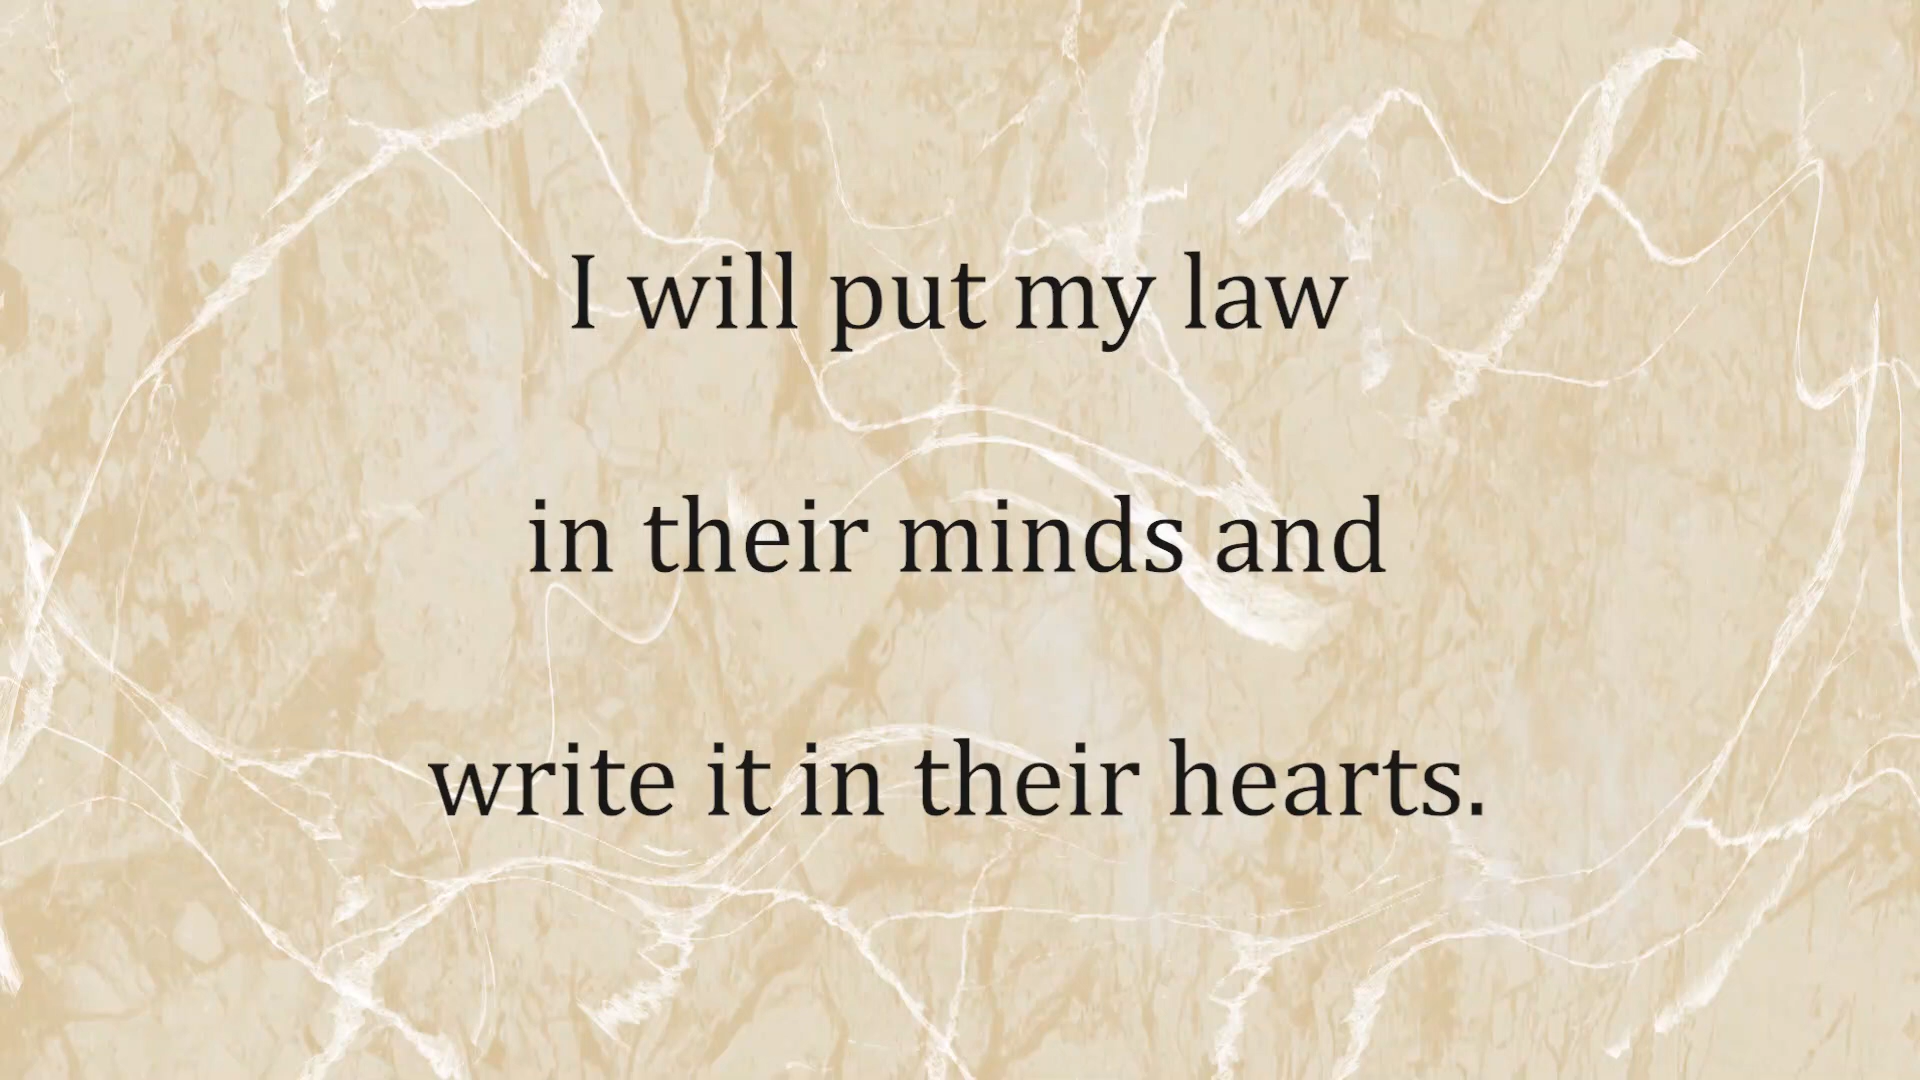 I will put my law
in their minds and
write it in their hearts.